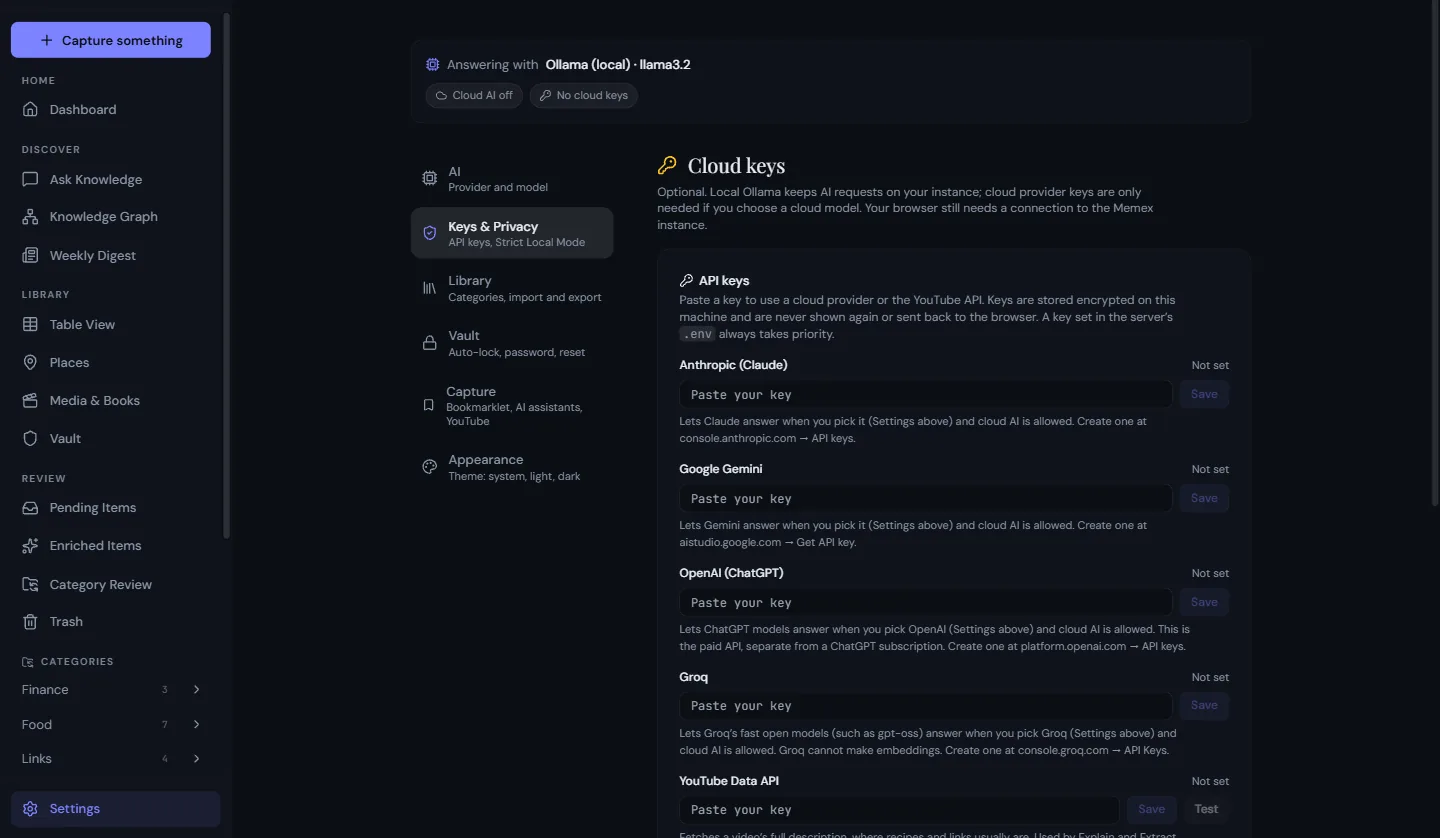 + Capture something
HOME
Dashboard
DISCOVER
Ask Knowledge
Knowledge Graph
Weekly Digest
LIBRARY
Table View
Places
Media & Books
Vault
REVIEW
Pending Items
Enriched Items
Category Review
Trash
CATEGORIES
Finance 3
Food 7
Links 4
Settings
Answering with Ollama (local) · llama3.2
Cloud AI off
No cloud keys
AI
Provider and model
Keys & Privacy
API keys, Strict Local Mode
Library
Categories, import and export
Vault
Auto-lock, password, reset
Capture
Bookmarklet, AI assistants,
YouTube
Appearance
Theme: system, light, dark
Cloud keys
Optional. Local Ollama keeps AI requests on your instance; cloud provider keys are only
needed if you choose a cloud model. Your browser still needs a connection to the Memex
instance.
API keys
Paste a key to use a cloud provider or the YouTube API. Keys are stored encrypted on this
machine and are never shown again or sent back to the browser. A key set in the server's
.env always takes priority.
Anthropic (Claude) Not set
Paste your key Save
Lets Claude answer when you pick it (Settings above) and cloud AI is allowed. Create one at
console.anthropic.com → API keys.
Google Gemini Not set
Paste your key Save
Lets Gemini answer when you pick it (Settings above) and cloud AI is allowed. Create one at
aistudio.google.com → Get API key.
OpenAI (ChatGPT) Not set
Paste your key Save
Lets ChatGPT models answer when you pick OpenAI (Settings above) and cloud AI is allowed. This is
the paid API, separate from a ChatGPT subscription. Create one at platform.openai.com → API keys.
Groq Not set
Paste your key Save
Lets Groq's fast open models (such as gpt-oss) answer when you pick Groq (Settings above) and
cloud AI is allowed. Groq cannot make embeddings. Create one at console.groq.com → API Keys.
YouTube Data API Not set
Paste your key Save Test
Fetches a video's full description, where recipes and links usually are. Used by Explain and Extract